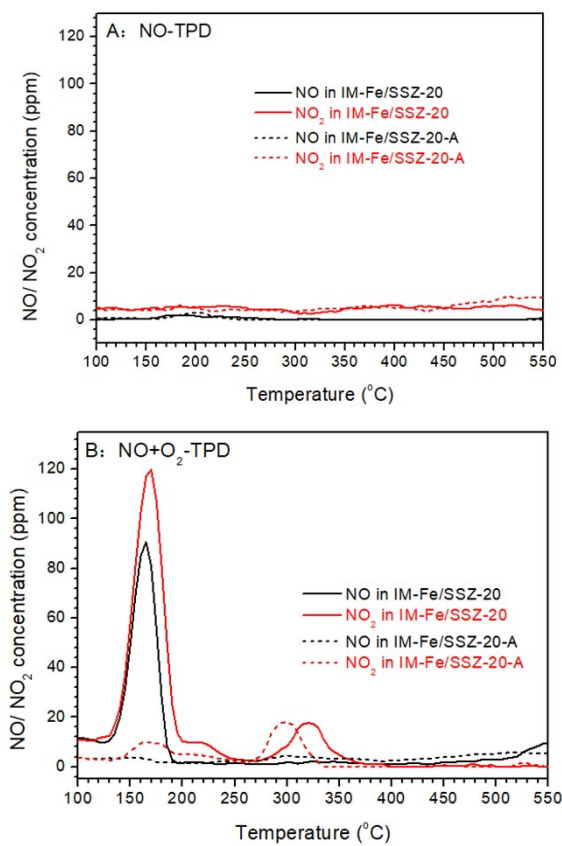 A: NO-TPD
120
100
80
60
40
20
0
NO/ NO₂ concentration (ppm)
NO in IM-Fe/SSZ-20
NO₂ in IM-Fe/SSZ-20
NO in IM-Fe/SSZ-20-A
NO₂ in IM-Fe/SSZ-20-A
100 150 200 250 300 350 400 450 500 550
Temperature (°C)
B: NO+O₂-TPD
120
100
80
60
40
20
0
NO/ NO₂ concentration (ppm)
NO in IM-Fe/SSZ-20
NO₂ in IM-Fe/SSZ-20
NO in IM-Fe/SSZ-20-A
NO₂ in IM-Fe/SSZ-20-A
100 150 200 250 300 350 400 450 500 550
Temperature (°C)